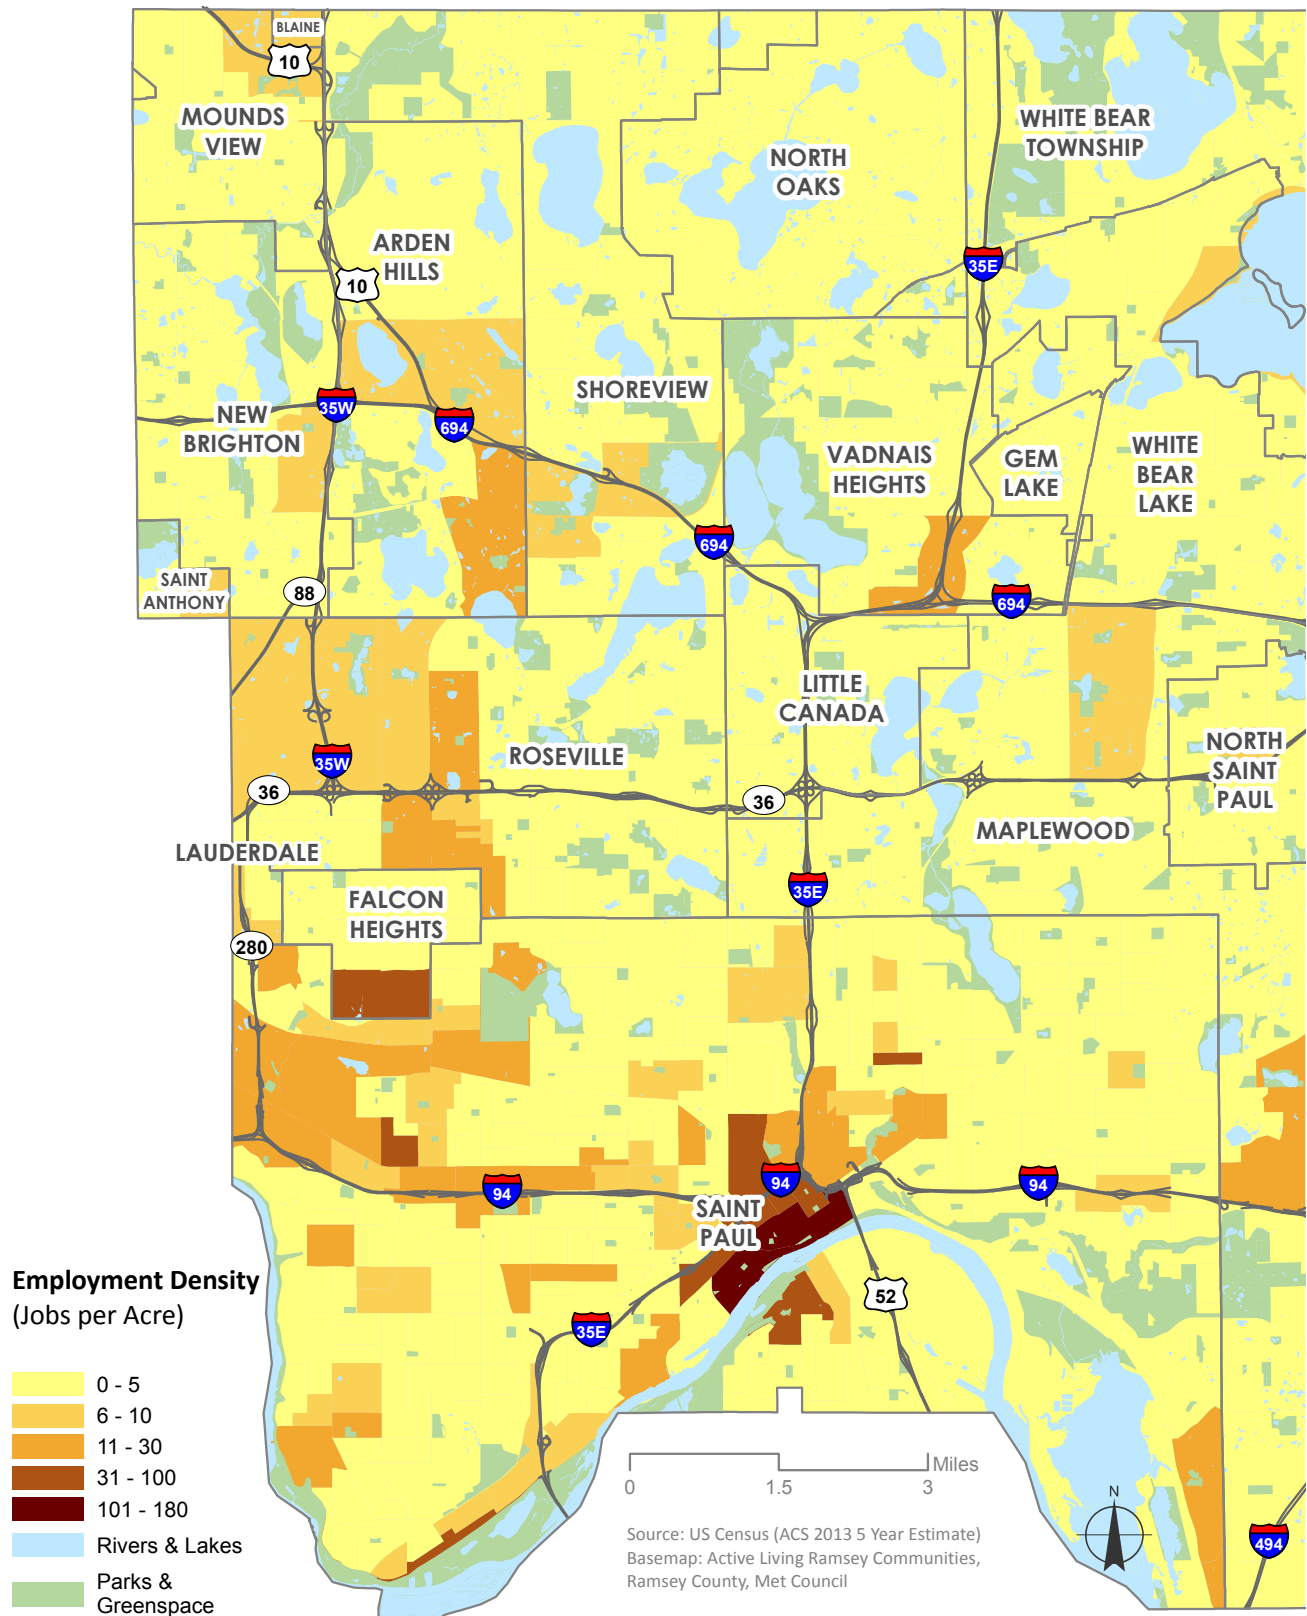 BLAINE
10
MOUNDS
VIEW
NORTH
OAKS
WHITE BEAR
TOWNSHIP
ARDEN
HILLS
10
35E
SHOREVIEW
35W
NEW
BRIGHTON
694
VADNAIS
HEIGHTS
GEM
LAKE
WHITE
BEAR
LAKE
694
SAINT
ANTHONY
88
694
LITTLE
CANADA
ROSEVILLE
35W
36
36
NORTH
SAINT
PAUL
MAPLEWOOD
LAUDERDALE
35E
FALCON
HEIGHTS
280
94
94
94
SAINT
PAUL
52
35E
Employment Density
(Jobs per Acre)
0 - 5
6 - 10
11 - 30
31 - 100
101 - 180
Rivers & Lakes
Parks &
Greenspace
Miles
0 1.5 3
N
494
Source: US Census (ACS 2013 5 Year Estimate)
Basemap: Active Living Ramsey Communities,
Ramsey County, Met Council